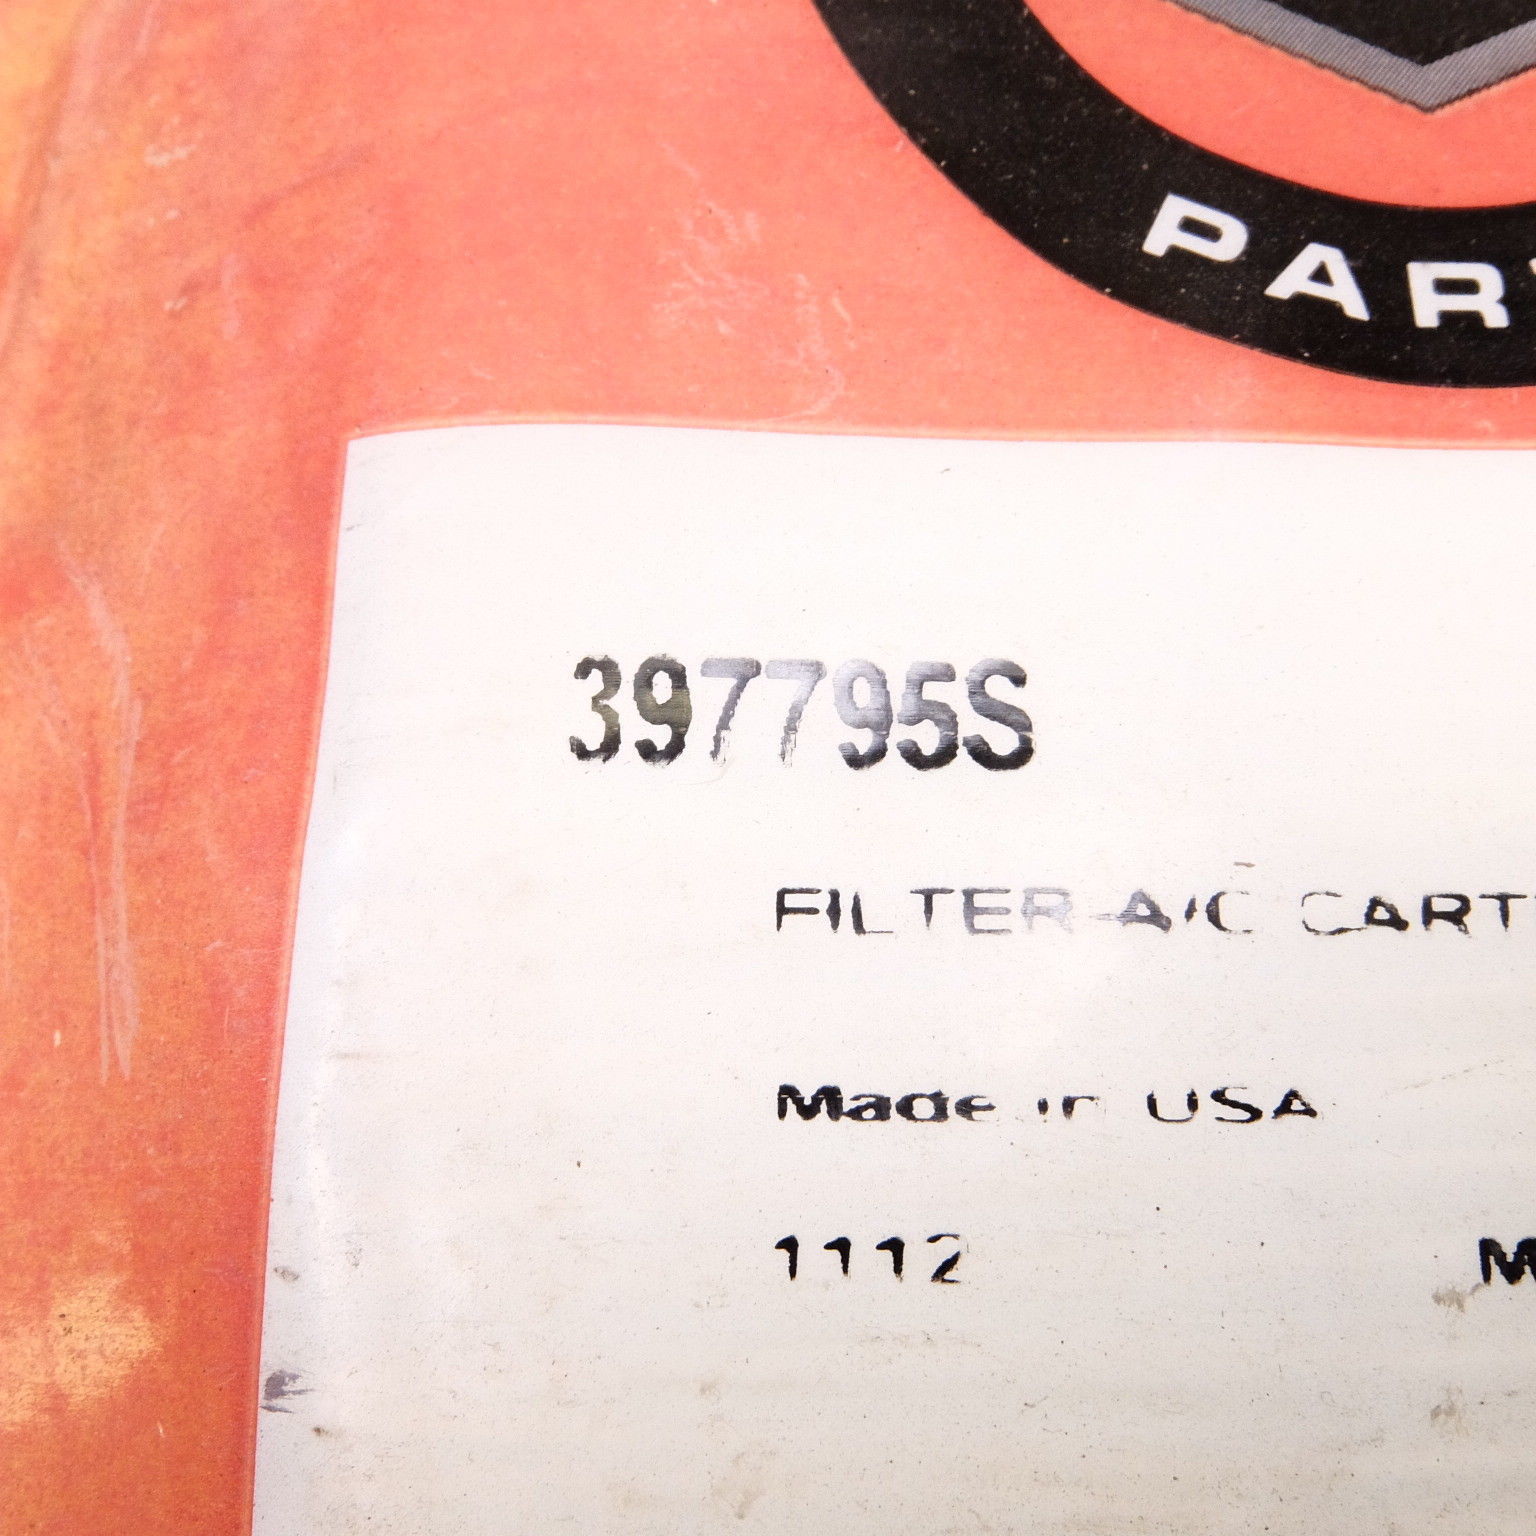 PAR
397795S
FILTER-A/C CART
Made in USA
1112
M